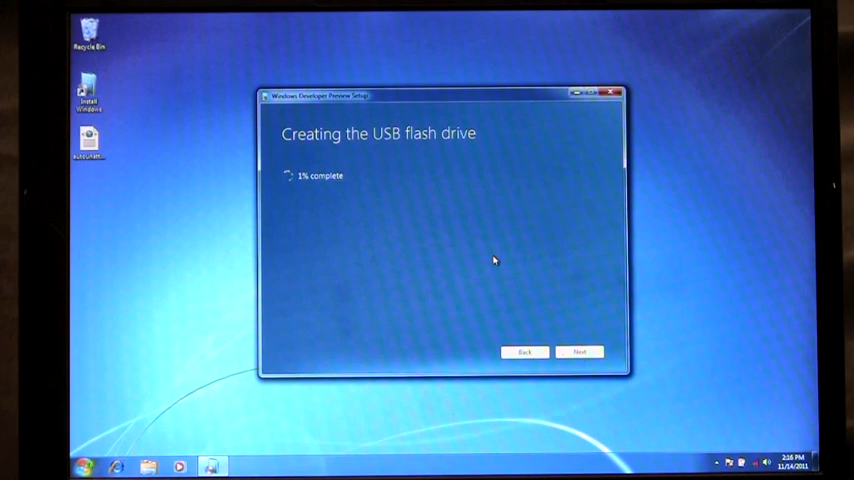 Recycle Bin
Install
Windows
autounatt...
Windows Developer Preview Setup
Creating the USB flash drive
1% complete
Back
Next
2:16 PM
11/14/2011